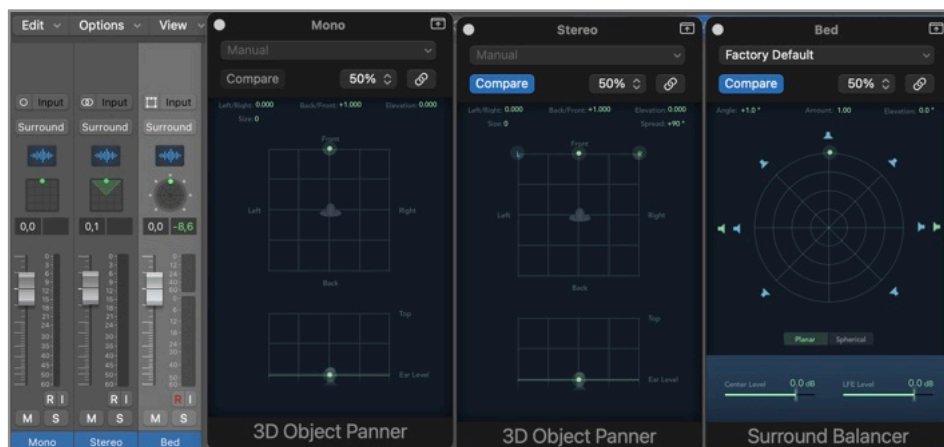 Edit Options View
Input Input Input
Surround Surround Surround
0,0 0,1 0,0 -8,6
R I R I R I
M S M S M S
Mono Stereo Bed
Mono
Manual
Compare 50%
Left/Right: 0.000 Back/Front: +1.000 Elevation: 0.000
Size: 0
Front
Left Right
Back
Top
Ear Level
3D Object Panner
Stereo
Manual
Compare 50%
Left/Right: 0.000 Back/Front: +1.000 Elevation: 0.000
Size: 0 Spread: +90 °
L Front R
Left Right
Back
Top
Ear Level
3D Object Panner
Bed
Factory Default
Compare 50%
Angle: +1.0 ° Amount: 1.00 Elevation: 0.0 °
Planar Spherical
Center Level 0.0 dB LFE Level 0.0 dB
Surround Balancer